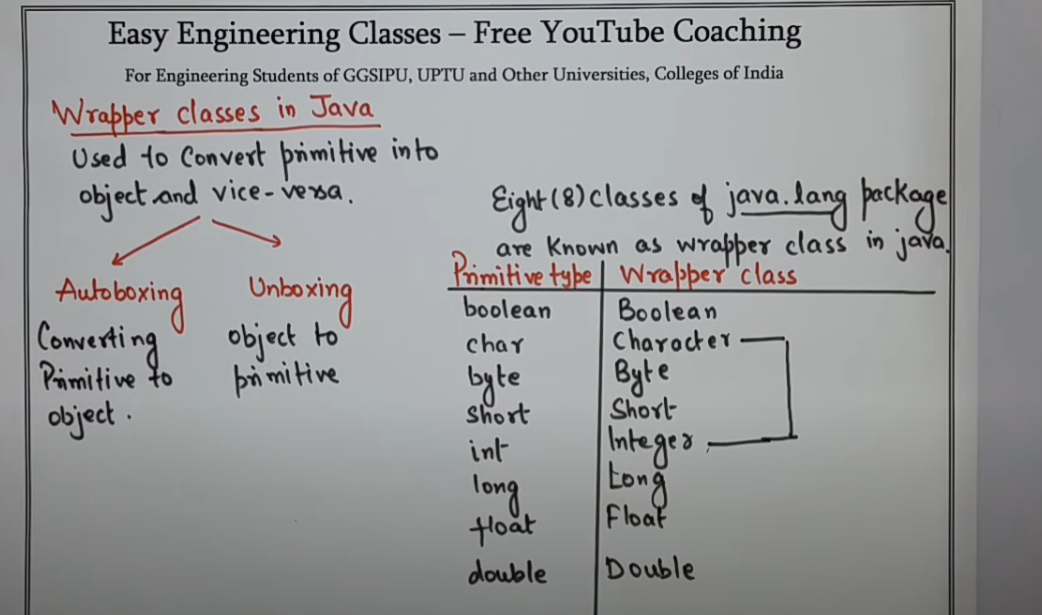 Easy Engineering Classes – Free YouTube Coaching
For Engineering Students of GGSIPU, UPTU and Other Universities, Colleges of India
Wrapper classes in Java
Used to Convert primitive into
object and vice-versa.
Autoboxing
Converting
Primitive to
object.
Unboxing
object to
primitive
Eight (8) classes of java.lang package
are known as wrapper class in java.
Primitive type Wrapper class
boolean Boolean
char Character
byte Byte
short Short
int Integer
long Long
float Float
double Double